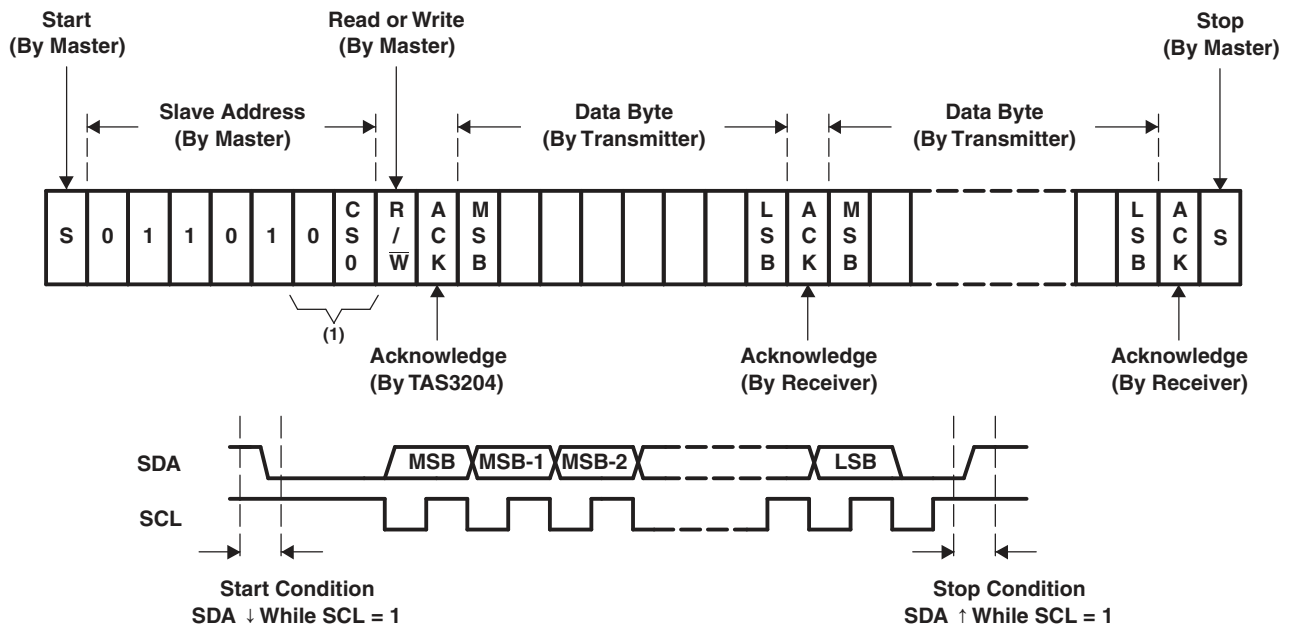 Start
(By Master)
Read or Write
(By Master)
Stop
(By Master)
Slave Address
(By Master)
Data Byte
(By Transmitter)
Data Byte
(By Transmitter)
S 0 1 1 0 1 0 CS0 R/W̅ ACK MSB LSB ACK MSB LSB ACK S
(1)
Acknowledge
(By TAS3204)
Acknowledge
(By Receiver)
Acknowledge
(By Receiver)
SDA MSB MSB-1 MSB-2 LSB
SCL
Start Condition
SDA ↓ While SCL = 1
Stop Condition
SDA ↑ While SCL = 1